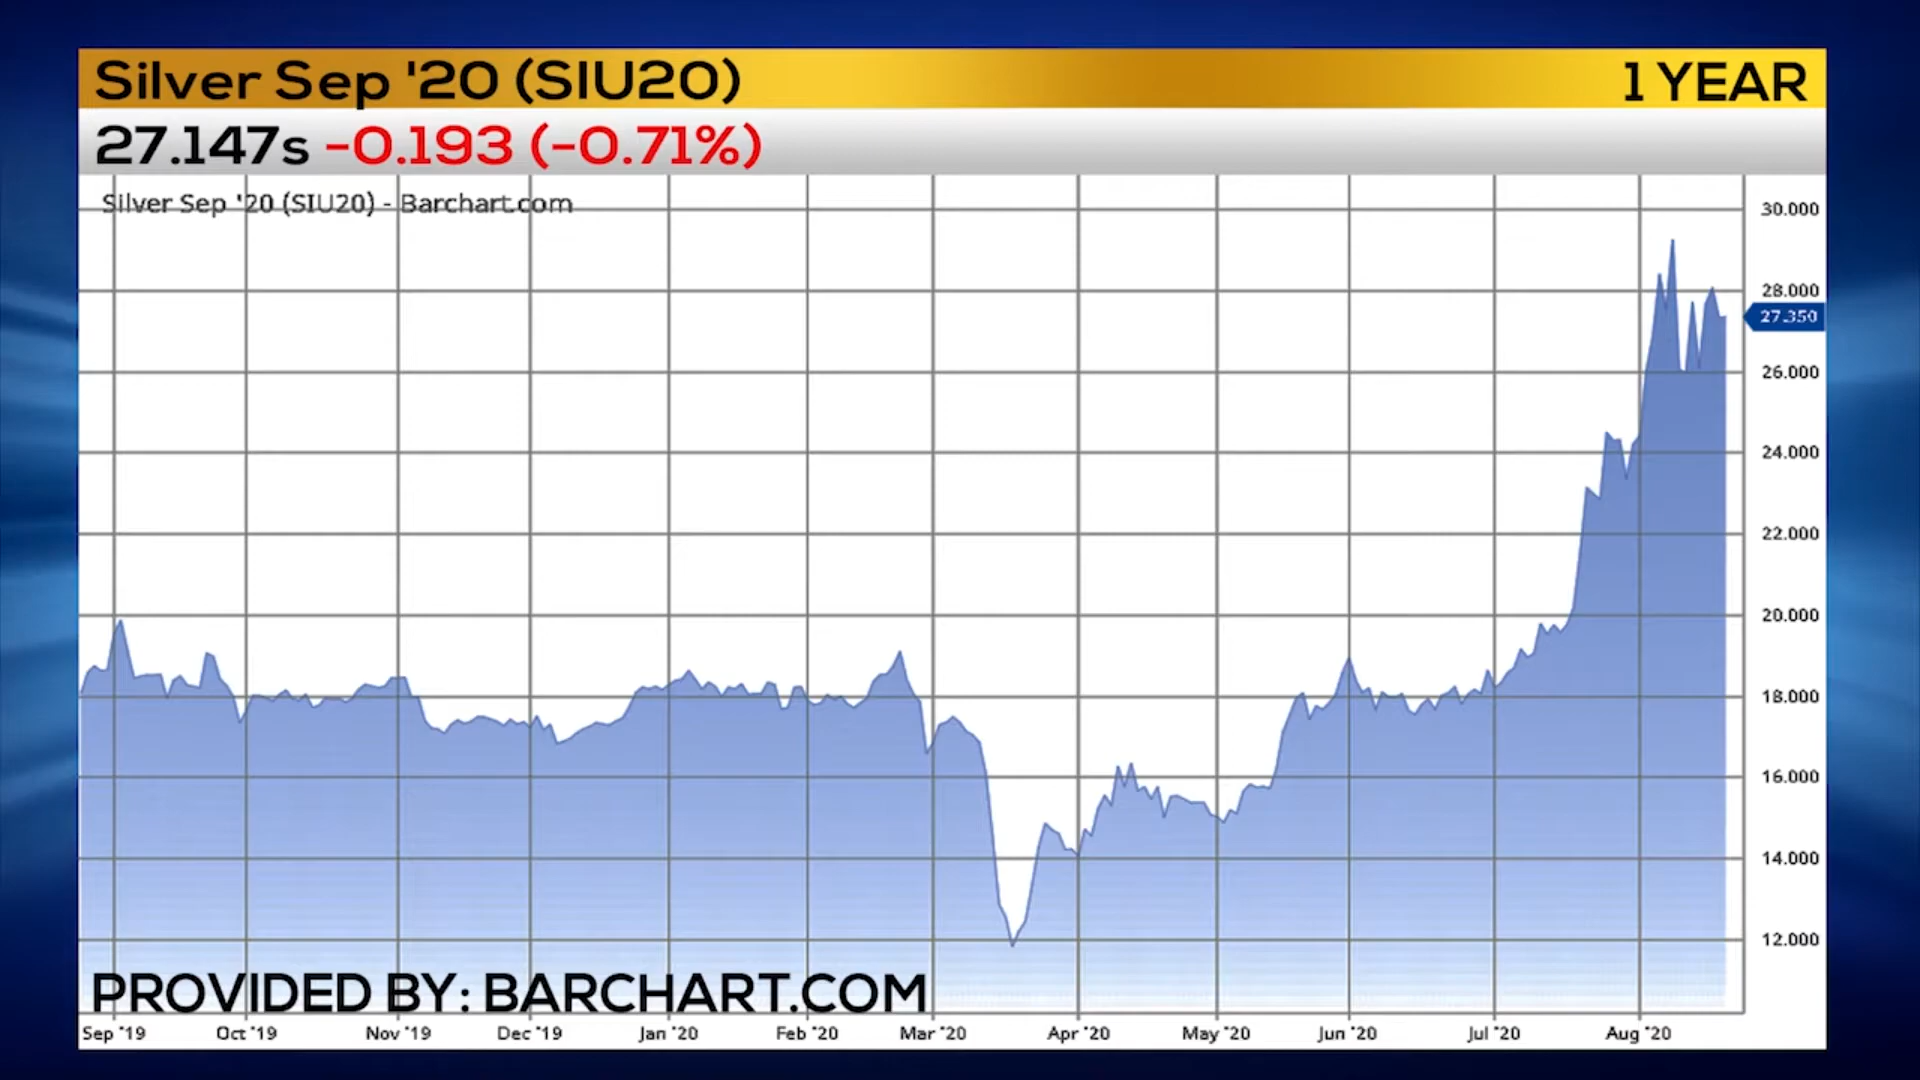 Silver Sep '20 (SIU20) 1 YEAR
27.147s -0.193 (-0.71%)
Silver Sep '20 (SIU20) - Barchart.com
30.000
28.000
27.350
26.000
24.000
22.000
20.000
18.000
16.000
14.000
12.000
PROVIDED BY: BARCHART.COM
Sep '19 Oct '19 Nov '19 Dec '19 Jan '20 Feb '20 Mar '20 Apr '20 May '20 Jun '20 Jul '20 Aug '20